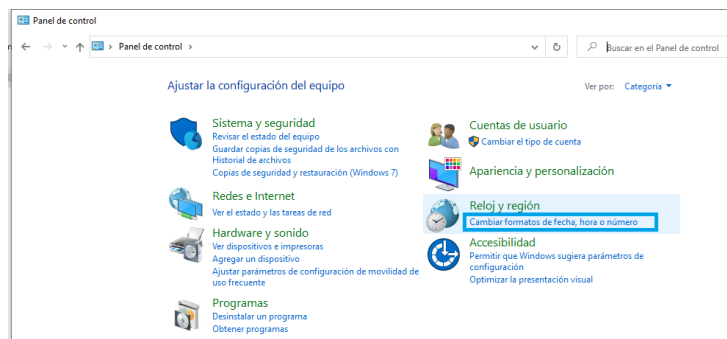 Panel de control
Panel de control
Buscar en el Panel de control
Ajustar la configuración del equipo
Ver por: Categoría
Sistema y seguridad
Revisar el estado del equipo
Guardar copias de seguridad de los archivos con
Historial de archivos
Copias de seguridad y restauración (Windows 7)
Redes e Internet
Ver el estado y las tareas de red
Hardware y sonido
Ver dispositivos e impresoras
Agregar un dispositivo
Ajustar parámetros de configuración de movilidad de
uso frecuente
Programas
Desinstalar un programa
Obtener programas
Cuentas de usuario
Cambiar el tipo de cuenta
Apariencia y personalización
Reloj y región
Cambiar formatos de fecha, hora o número
Accesibilidad
Permitir que Windows sugiera parámetros de
configuración
Optimizar la presentación visual